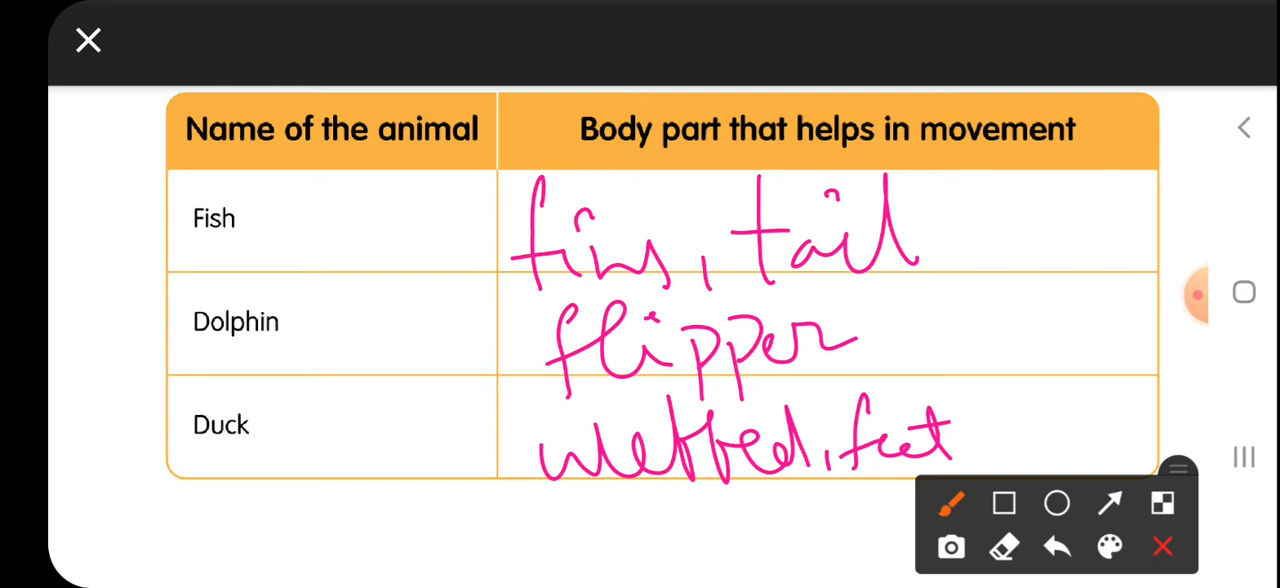 Name of the animal Body part that helps in movement
Fish fins, tail
Dolphin flipper
Duck webbed, feet